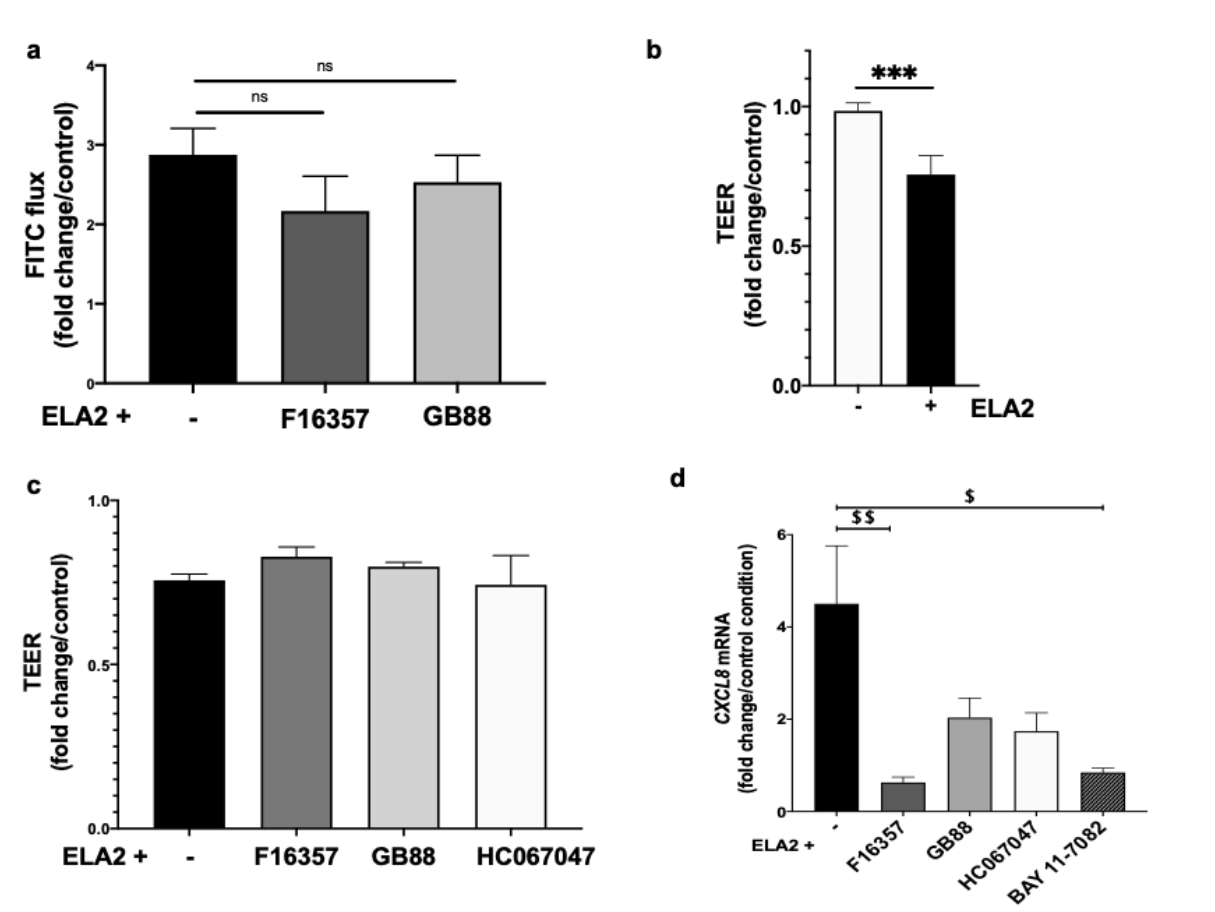 a
FITC flux
(fold change/control)
4
3
2
1
0
ns
ns
ELA2 + - F16357 GB88
b
TEER
(fold change/control)
1.0
0.5
0.0
***
- + ELA2
c
TEER
(fold change/control)
1.0
0.5
0.0
ELA2 + - F16357 GB88 HC067047
d
CXCL8 mRNA
(fold change/control condition)
6
4
2
0
$
$$
ELA2 + - F16357 GB88 HC067047 BAY 11-7082